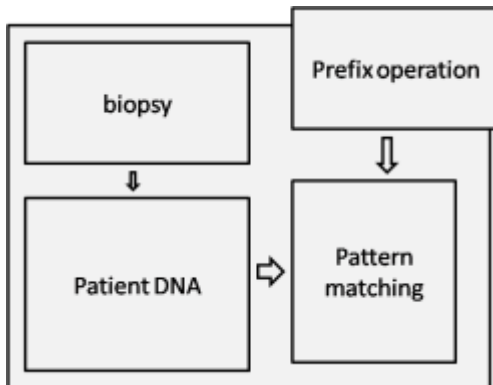 biopsy
Prefix operation
Patient DNA
Pattern
matching